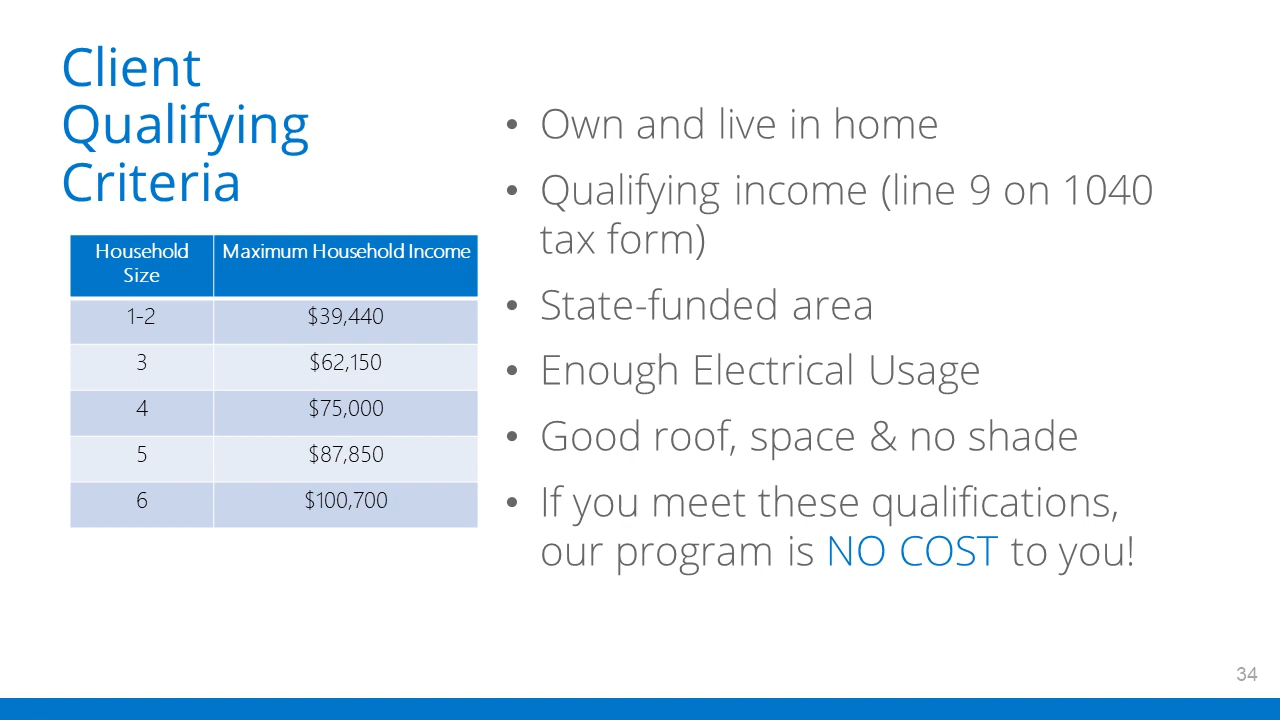 Client
Qualifying
Criteria
Household
Size
Maximum Household Income
1-2
$39,440
3
$62,150
4
$75,000
5
$87,850
6
$100,700
• Own and live in home
• Qualifying income (line 9 on 1040
tax form)
• State-funded area
• Enough Electrical Usage
• Good roof, space & no shade
• If you meet these qualifications,
our program is NO COST to you!
34